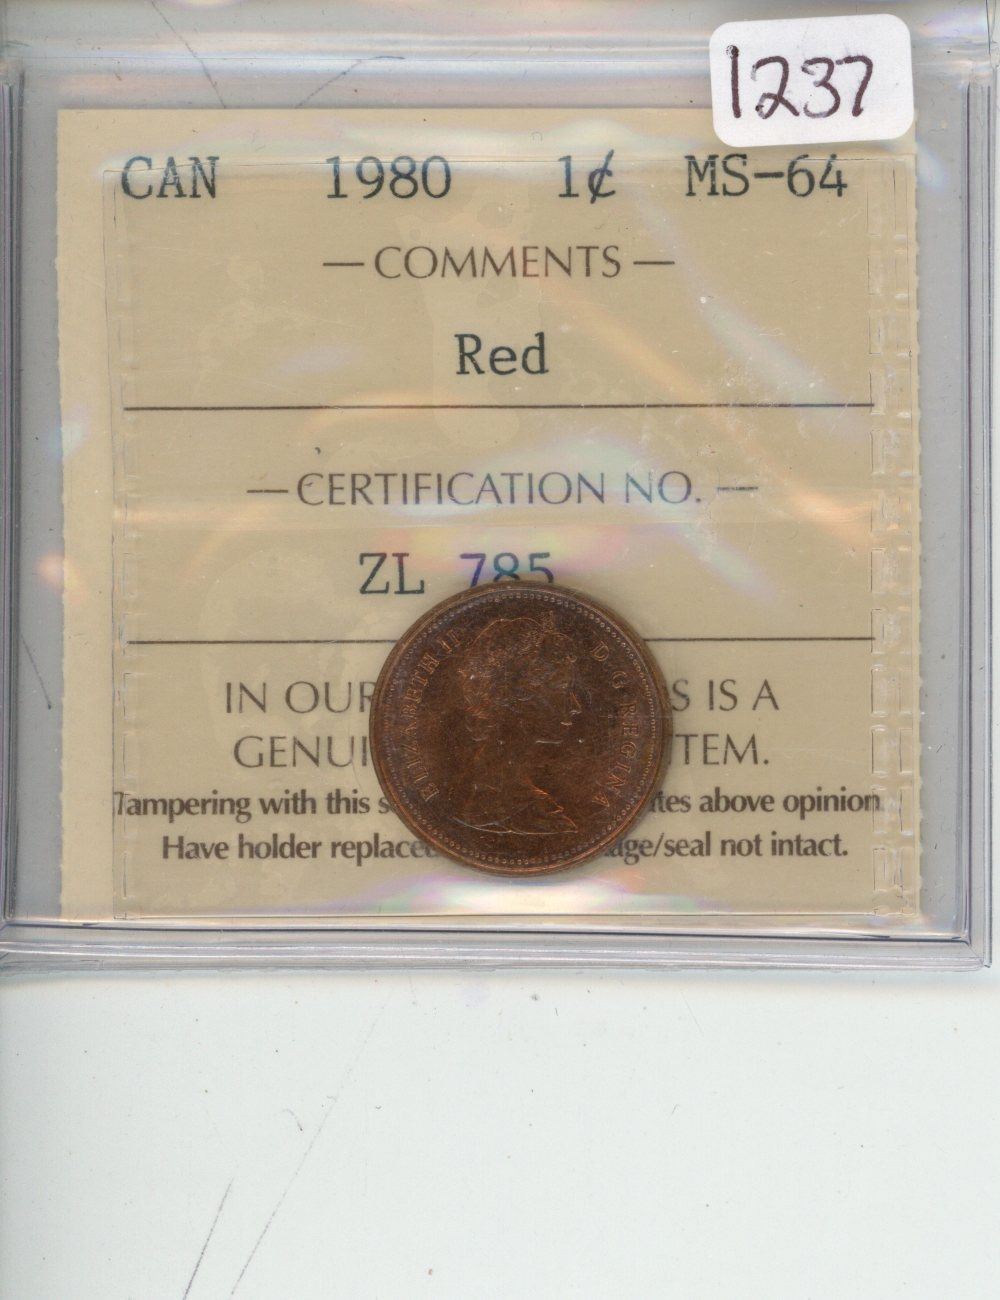 1237
CAN 1980 1¢ MS-64
— COMMENTS —
Red
— CERTIFICATION NO. —
ZL 785
IN OUR S IS A
GENUI TEM.
Tampering with this s tes above opinion
Have holder replaced age/seal not intact.
ELIZABETH II D·G·REGINA